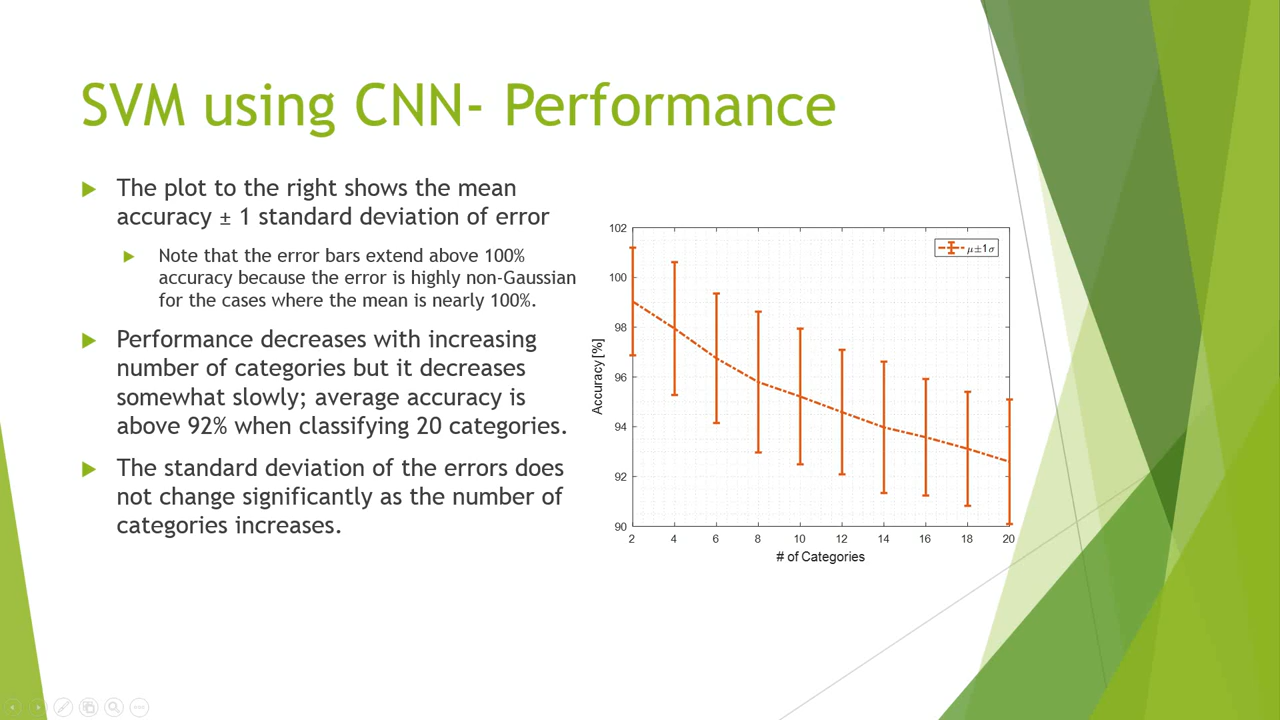 SVM using CNN- Performance
The plot to the right shows the mean
accuracy ± 1 standard deviation of error
Note that the error bars extend above 100%
accuracy because the error is highly non-Gaussian
for the cases where the mean is nearly 100%.
Performance decreases with increasing
number of categories but it decreases
somewhat slowly; average accuracy is
above 92% when classifying 20 categories.
The standard deviation of the errors does
not change significantly as the number of
categories increases.
102
100
98
96
94
92
90
Accuracy [%]
μ±1σ
2 4 6 8 10 12 14 16 18 20
# of Categories